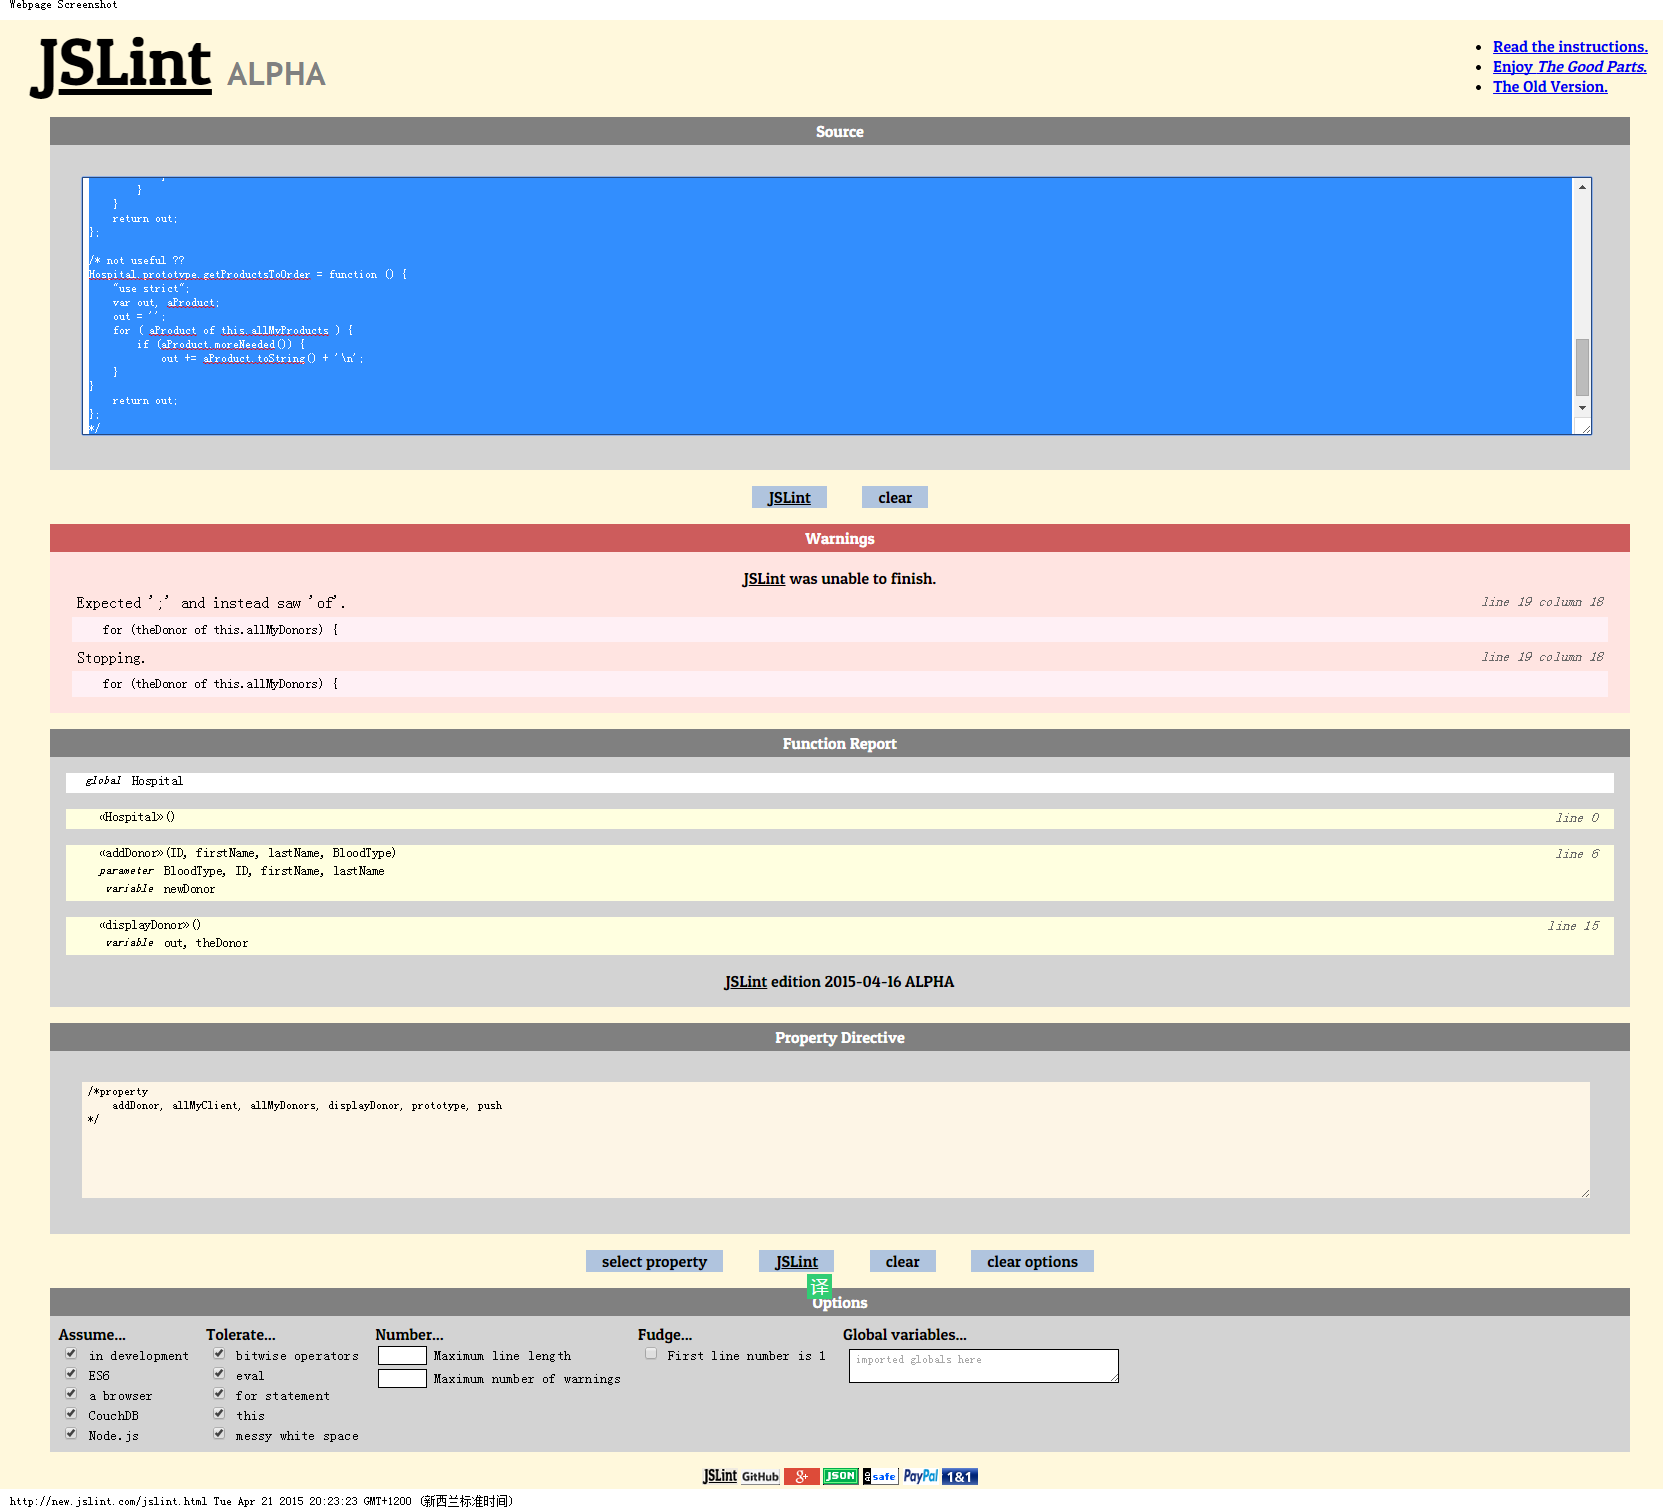 Webpage Screenshot
JSLint ALPHA
Read the instructions.
Enjoy The Good Parts.
The Old Version.
Source
}
}
return out;
};
/* not useful ??
Hospital.prototype.getProductsToOrder = function () {
"use strict";
var out, aProduct;
out = '';
for ( aProduct of this.allMyProducts ) {
if (aProduct.moreNeeded()) {
out += aProduct.toString() + '\n';
}
}
return out;
};
*/
JSLint clear
Warnings
JSLint was unable to finish.
Expected ';' and instead saw 'of'. line 19 column 18
for (theDonor of this.allMyDonors) {
Stopping. line 19 column 18
for (theDonor of this.allMyDonors) {
Function Report
global Hospital
«Hospital»() line 0
«addDonor»(ID, firstName, lastName, BloodType) line 6
parameter BloodType, ID, firstName, lastName
variable newDonor
«displayDonor»() line 15
variable out, theDonor
JSLint edition 2015-04-16 ALPHA
Property Directive
/*property
addDonor, allMyClient, allMyDonors, displayDonor, prototype, push
*/
select property JSLint clear clear options
译
Options
Assume... Tolerate... Number... Fudge... Global variables...
in development bitwise operators Maximum line length First line number is 1 imported globals here
ES6 eval Maximum number of warnings
a browser for statement
CouchDB this
Node.js messy white space
JSLint GitHub g+ JSON safe PayPal 1&1
http://new.jslint.com/jslint.html Tue Apr 21 2015 20:23:23 GMT+1200 (新西兰标准时间)